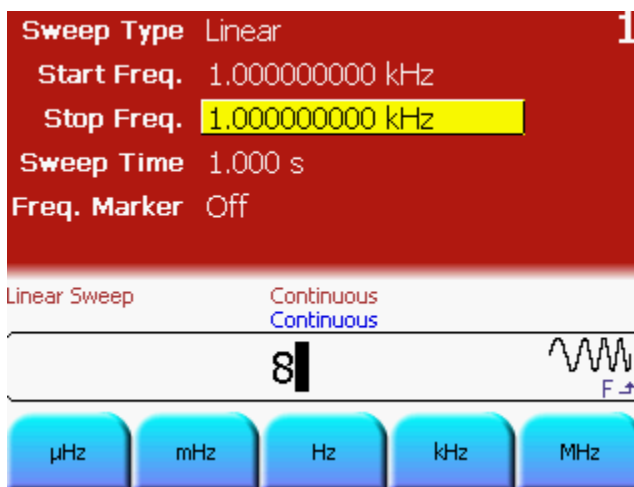 Sweep Type Linear 1
Start Freq. 1.000000000 kHz
Stop Freq. 1.000000000 kHz
Sweep Time 1.000 s
Freq. Marker Off
Linear Sweep Continuous
Continuous
8
F
µHz mHz Hz kHz MHz